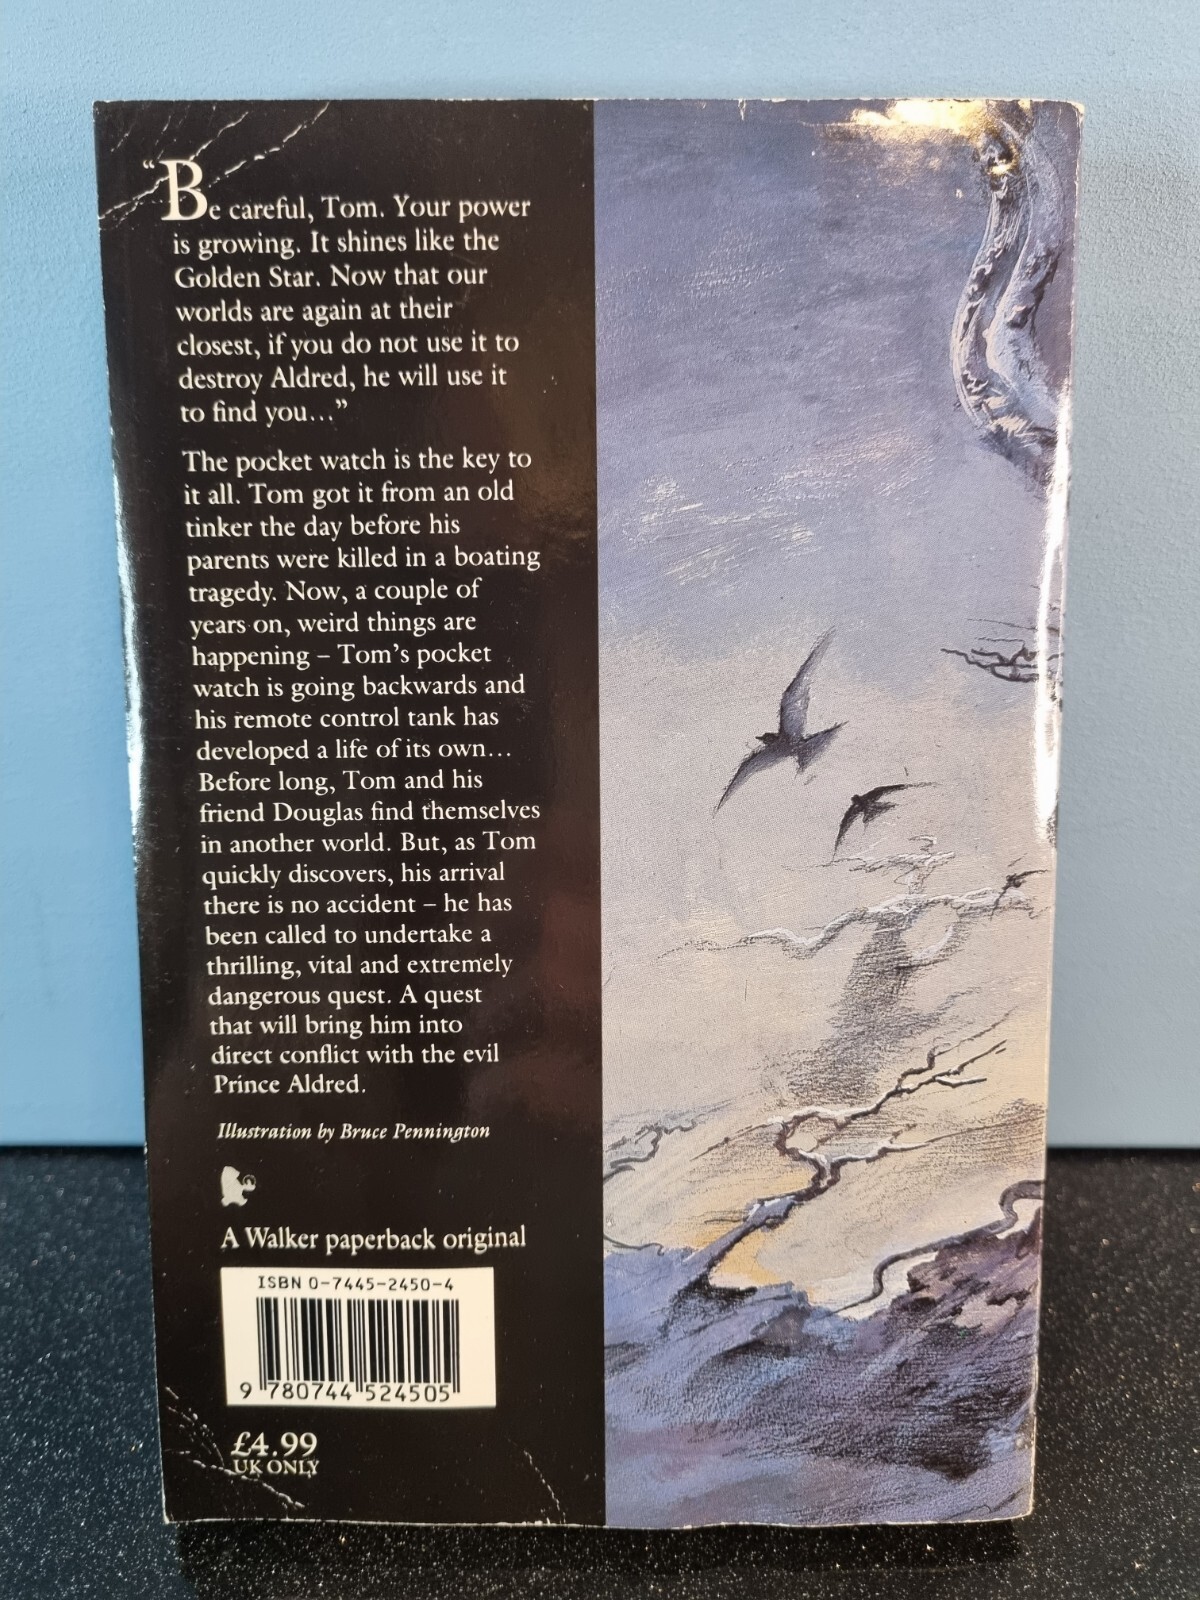 “Be careful, Tom. Your power
is growing. It shines like the
Golden Star. Now that our
worlds are again at their
closest, if you do not use it to
destroy Aldred, he will use it
to find you...”
The pocket watch is the key to
it all. Tom got it from an old
tinker the day before his
parents were killed in a boating
tragedy. Now, a couple of
years on, weird things are
happening – Tom’s pocket
watch is going backwards and
his remote control tank has
developed a life of its own...
Before long, Tom and his
friend Douglas find themselves
in another world. But, as Tom
quickly discovers, his arrival
there is no accident – he has
been called to undertake a
thrilling, vital and extremely
dangerous quest. A quest
that will bring him into
direct conflict with the evil
Prince Aldred.
Illustration by Bruce Pennington
A Walker paperback original
ISBN 0-7445-2450-4
9 780744 524505
£4.99
UK ONLY